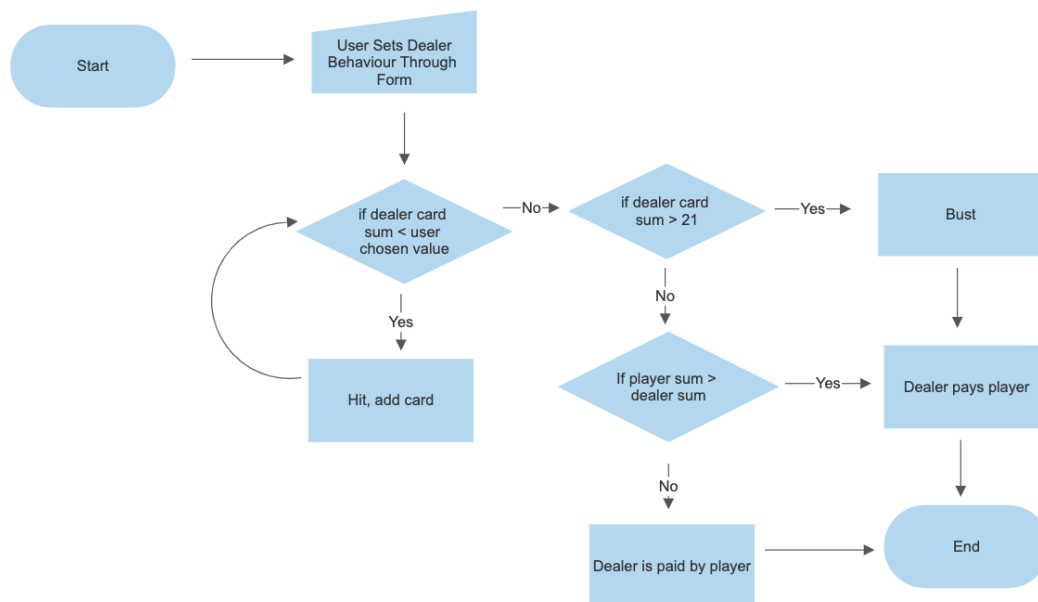 Start
User Sets Dealer
Behaviour Through
Form
if dealer card
sum < user
chosen value
No
if dealer card
sum > 21
Yes
Bust
Yes
No
Hit, add card
If player sum >
dealer sum
Yes
Dealer pays player
No
Dealer is paid by player
End